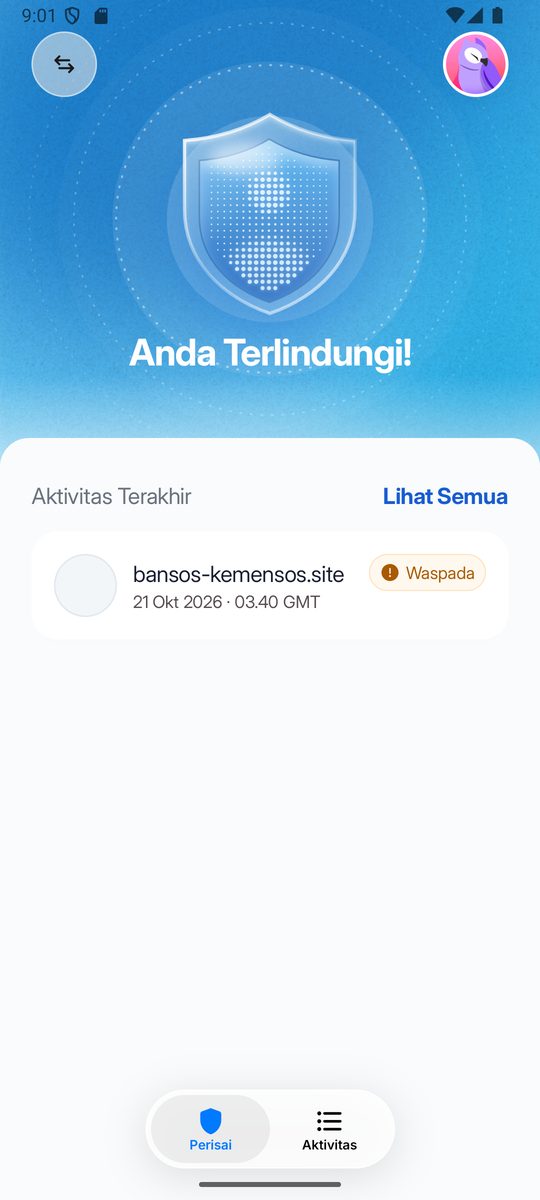 9:01
Anda Terlindungi!
Aktivitas Terakhir
Lihat Semua
bansos-kemensos.site
Waspada
21 Okt 2026 · 03.40 GMT
Perisai
Aktivitas